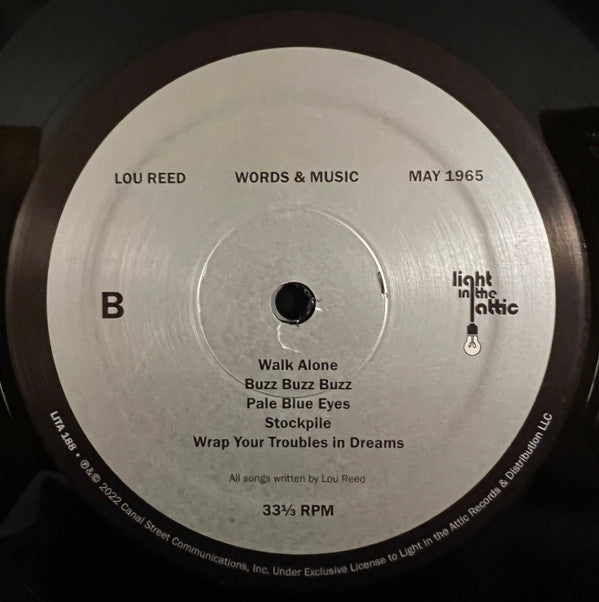 LOU REED WORDS & MUSIC MAY 1965
B
light
in the
attic
Walk Alone
Buzz Buzz Buzz
Pale Blue Eyes
Stockpile
Wrap Your Troubles in Dreams
All songs written by Lou Reed
33⅓ RPM
LITA 188 • ℗&© 2022 Canal Street Communications, Inc. Under Exclusive License to Light in the Attic Records & Distribution LLC